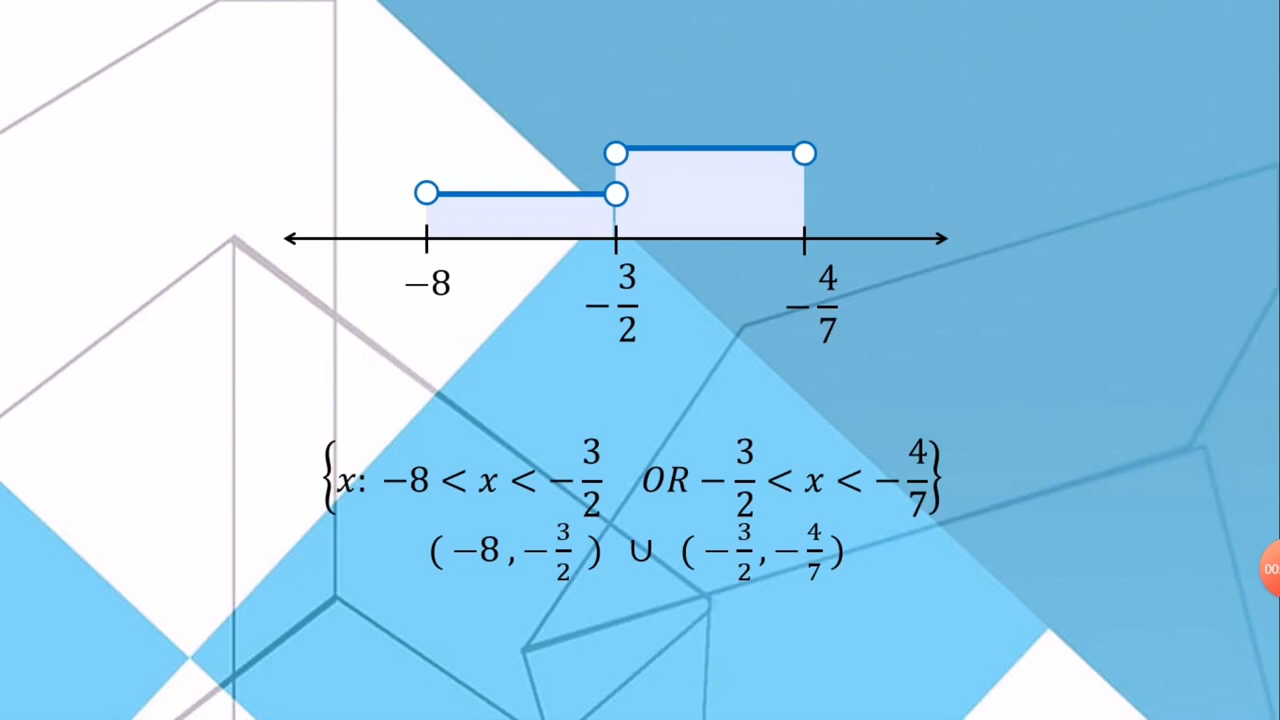 −8 −3/2 −4/7
{x: −8 < x < −3/2 OR −3/2 < x < −4/7}
(−8, −3/2) ∪ (−3/2, −4/7)
00: